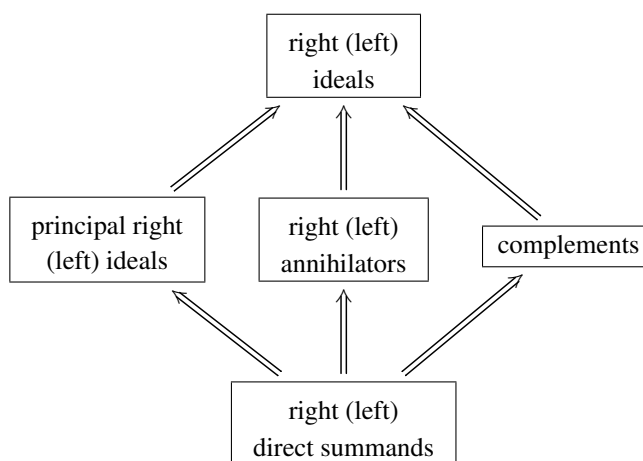 right (left)
ideals
principal right
(left) ideals
right (left)
annihilators
complements
right (left)
direct summands